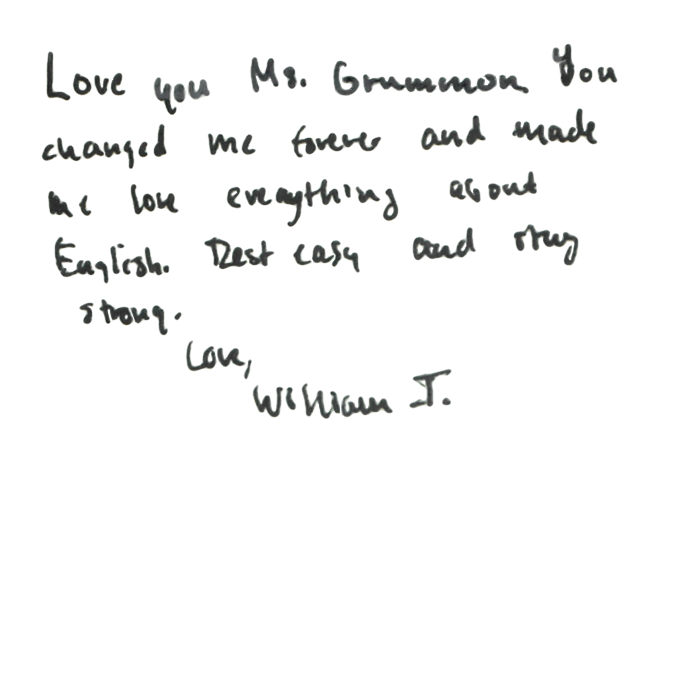 Love you Ms. Grummon You
changed me forever and made
me love everything about
English. Rest easy and stay
strong.
Love,
William J.